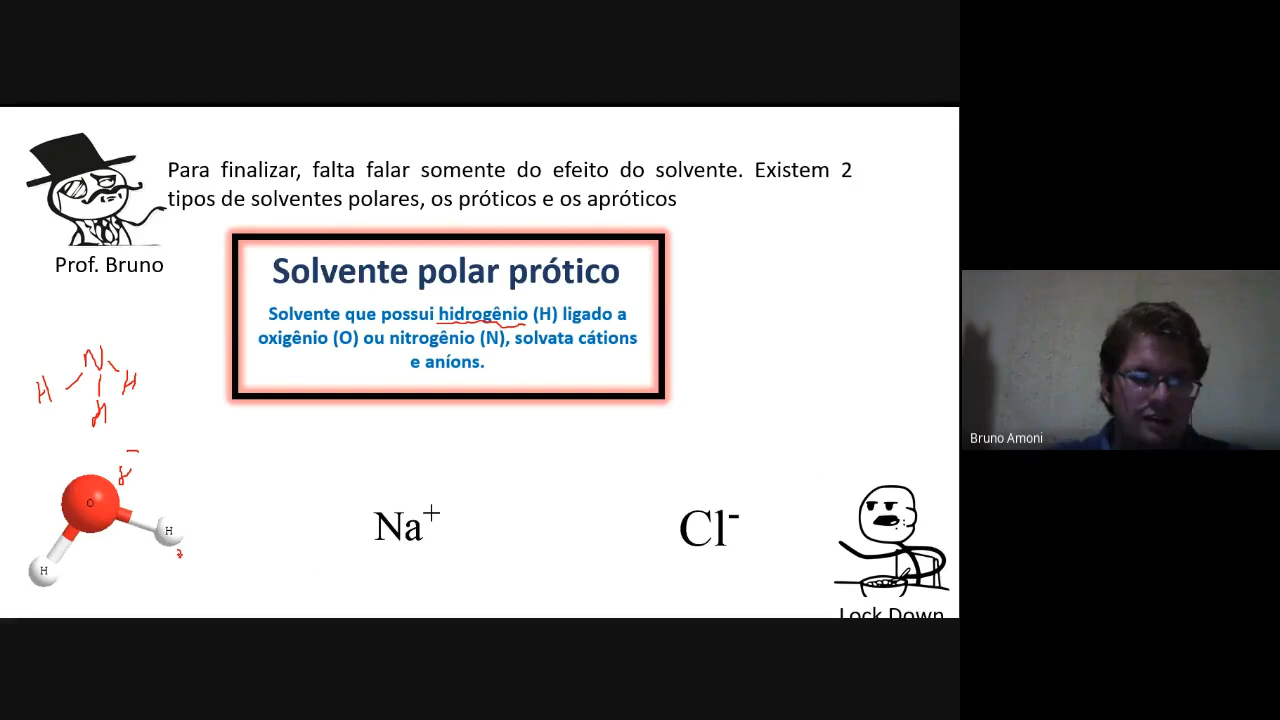 Para finalizar, falta falar somente do efeito do solvente. Existem 2
tipos de solventes polares, os próticos e os apróticos
Prof. Bruno
Solvente polar prótico
Solvente que possui hidrogênio (H) ligado a
oxigênio (O) ou nitrogênio (N), solvata cátions
e aníons.
N
H H
H
δ-
O
H
H
Na+
Cl-
Bruno Amoni
Lock Down